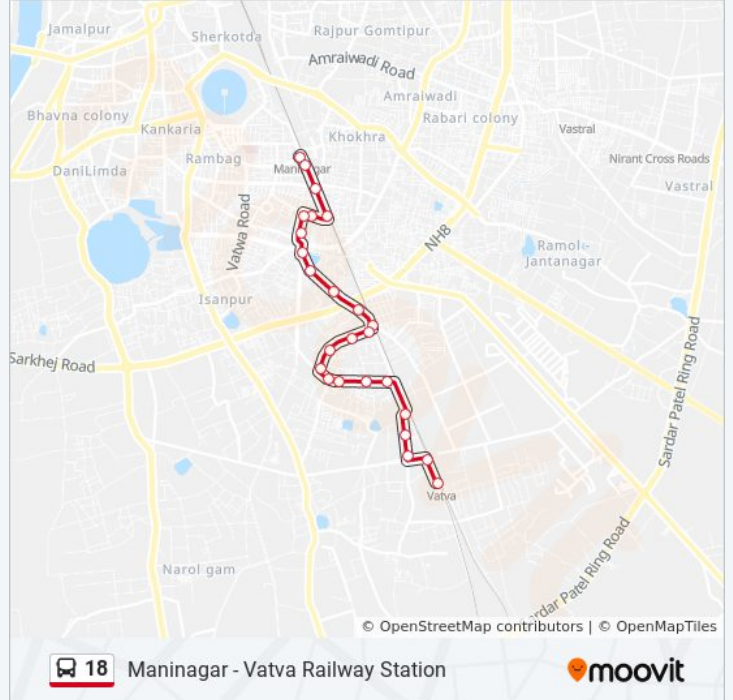 Jamalpur
Sherkotda
Rajpur Gomtipur
Amraiwadi Road
Amraiwadi
Bhavna colony
Rabari colony
Kankaria
Khokhra
Vastral
Rambag
Nirant Cross Roads
DaniLimda
Maninagar
Vastral
Vatwa Road
NH8
Ramol-
Jantanagar
Isanpur
Sarkhej Road
Sardar Patel Ring Road
Vatva
Narol gam
ardar Patel Ring Road
© OpenStreetMap contributors | © OpenMapTiles
18 Maninagar - Vatva Railway Station
moovit